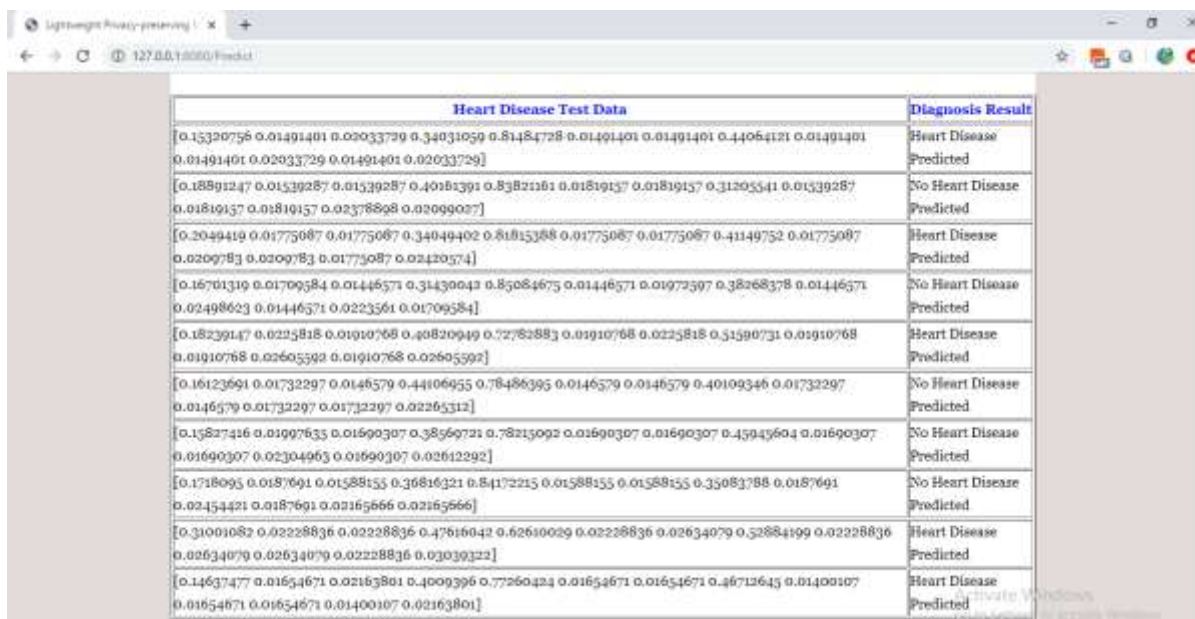 Lightweight Privacy-preserving
127.0.0.1:8000/Predict
Heart Disease Test Data Diagnosis Result
[0.15320756 0.01491401 0.02033729 0.34031059 0.81484728 0.01491401 0.01491401 0.44064121 0.01491401 Heart Disease
0.01491401 0.02033729 0.01491401 0.02033729] Predicted
[0.18891247 0.01539287 0.01539287 0.40161391 0.83821161 0.01819157 0.01819157 0.31205541 0.01539287 No Heart Disease
0.01819157 0.01819157 0.02378898 0.02099027] Predicted
[0.2049419 0.01775087 0.01775087 0.34049402 0.81815388 0.01775087 0.01775087 0.41149752 0.01775087 Heart Disease
0.0209783 0.0209783 0.01775087 0.02420574] Predicted
[0.16701319 0.01709584 0.01446571 0.31430042 0.85084675 0.01446571 0.01972597 0.38268378 0.01446571 No Heart Disease
0.02498623 0.01446571 0.0223561 0.01709584] Predicted
[0.18239147 0.0225818 0.01910768 0.40820949 0.72782883 0.01910768 0.0225818 0.51590731 0.01910768 Heart Disease
0.01910768 0.02605592 0.01910768 0.02605592] Predicted
[0.16123691 0.01732297 0.0146579 0.44106955 0.78486395 0.0146579 0.0146579 0.40109346 0.01732297 No Heart Disease
0.0146579 0.01732297 0.01732297 0.02265312] Predicted
[0.15827416 0.01997635 0.01690307 0.38569721 0.78215092 0.01690307 0.01690307 0.45945604 0.01690307 No Heart Disease
0.01690307 0.02304963 0.01690307 0.02612292] Predicted
[0.1718095 0.0187691 0.01588155 0.36816321 0.84172215 0.01588155 0.01588155 0.35083788 0.0187691 No Heart Disease
0.02454421 0.0187691 0.02165666 0.02165666] Predicted
[0.31001082 0.02228836 0.02228836 0.47616042 0.62610029 0.02228836 0.02634079 0.52884199 0.02228836 Heart Disease
0.02634079 0.02634079 0.02228836 0.03039322] Predicted
[0.14637477 0.01654671 0.02163801 0.4009396 0.77260424 0.01654671 0.01654671 0.46712645 0.01400107 Heart Disease
0.01654671 0.01654671 0.01400107 0.02163801] Predicted
Activate Windows